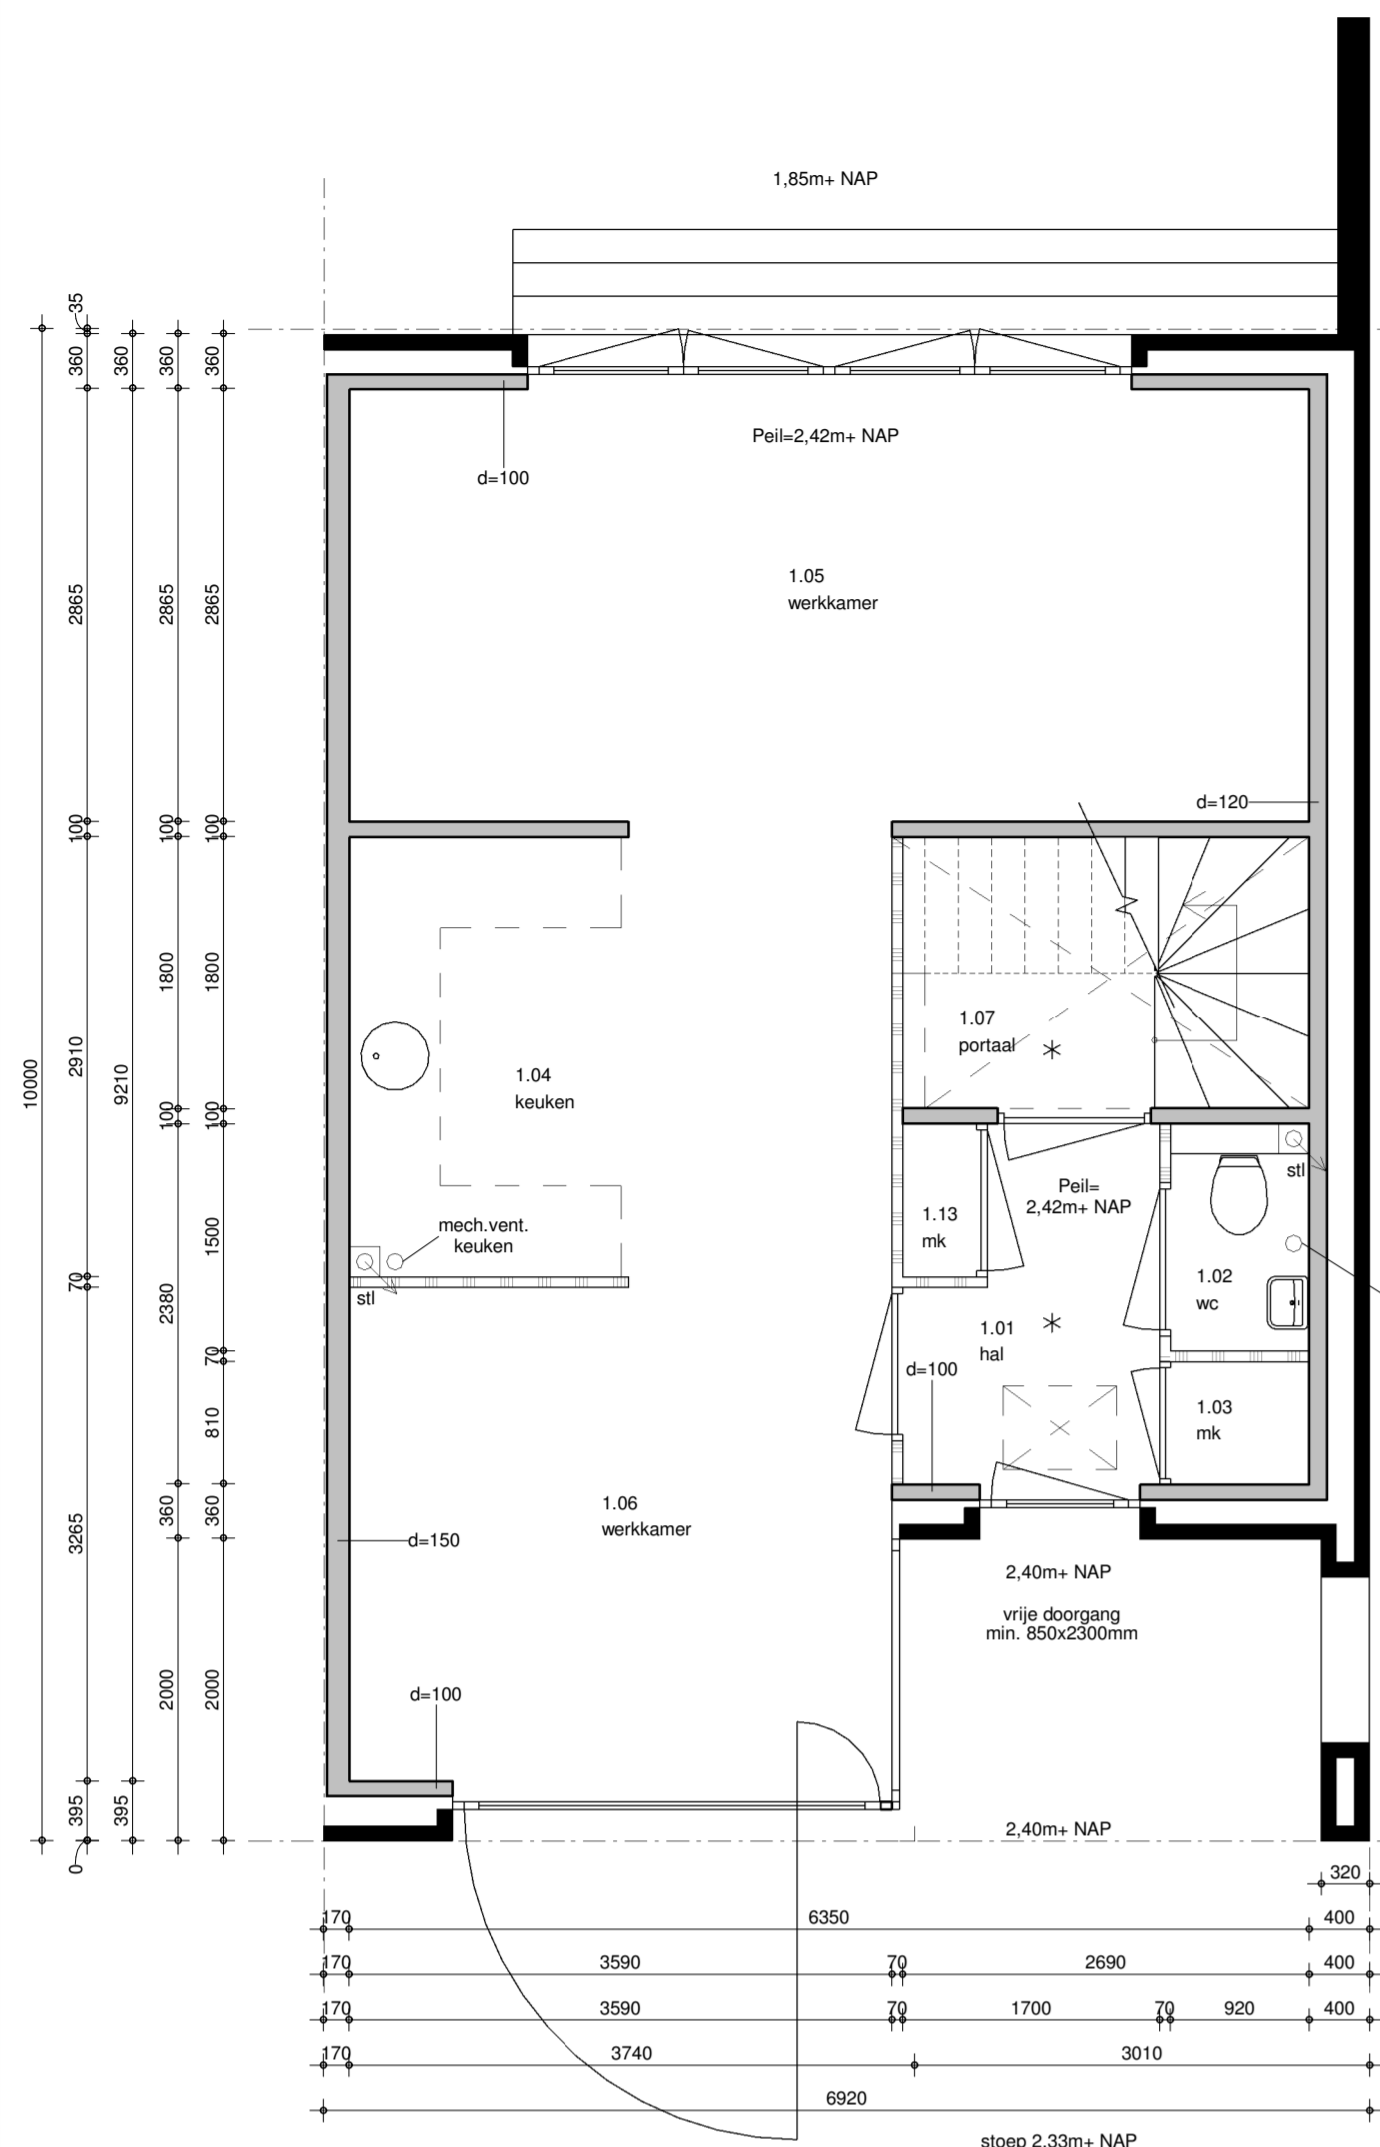 1,85m+ NAP
35
360
360
360
360
Peil=2,42m+ NAP
d=100
1.05
werkkamer
2865
2865
2865
d=120
100
100
100
1800
1800
1.07
portaal
2910
10000
9210
1.04
keuken
100
100
stl
Peil=
2,42m+ NAP
1.13
mk
mech.vent.
keuken
1500
70
stl
2380
1.02
wc
1.01
hal
70
d=100
810
1.03
mk
360
360
1.06
werkkamer
3265
d=150
2,40m+ NAP
vrije doorgang
min. 850x2300mm
2000
2000
d=100
395
395
2,40m+ NAP
0
320
170
6350
400
170
3590
70
2690
400
170
3590
70
1700
70
920
400
170
3740
3010
6920
stoep 2,33m+ NAP